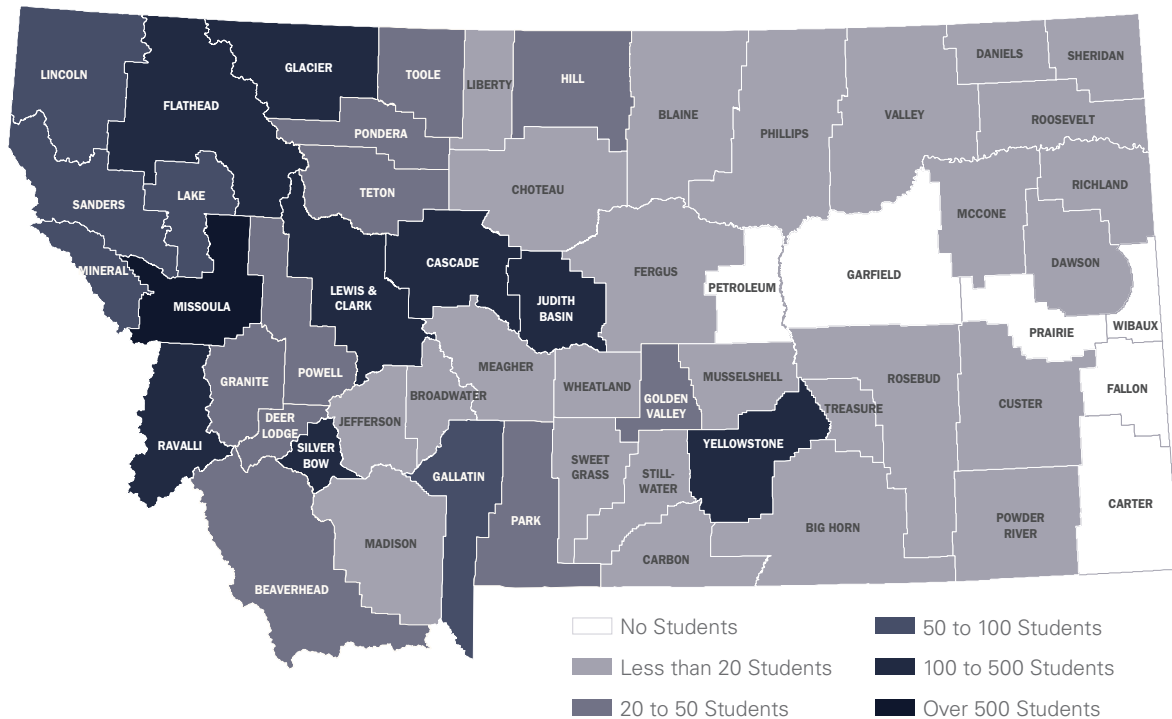 LINCOLN
FLATHEAD
GLACIER
TOOLE
LIBERTY
HILL
BLAINE
PHILLIPS
VALLEY
DANIELS
SHERIDAN
ROOSEVELT
PONDERA
TETON
CHOTEAU
RICHLAND
MCCONE
SANDERS
LAKE
MINERAL
MISSOULA
LEWIS &
CLARK
CASCADE
JUDITH
BASIN
FERGUS
PETROLEUM
GARFIELD
DAWSON
PRAIRIE
WIBAUX
GRANITE
POWELL
DEER
LODGE
RAVALLI
SILVER
BOW
JEFFERSON
BROADWATER
MEAGHER
WHEATLAND
GOLDEN
VALLEY
MUSSELSHELL
TREASURE
ROSEBUD
CUSTER
FALLON
YELLOWSTONE
GALLATIN
PARK
SWEET
GRASS
STILL-
WATER
CARBON
BIG HORN
POWDER
RIVER
CARTER
MADISON
BEAVERHEAD
No Students
Less than 20 Students
20 to 50 Students
50 to 100 Students
100 to 500 Students
Over 500 Students